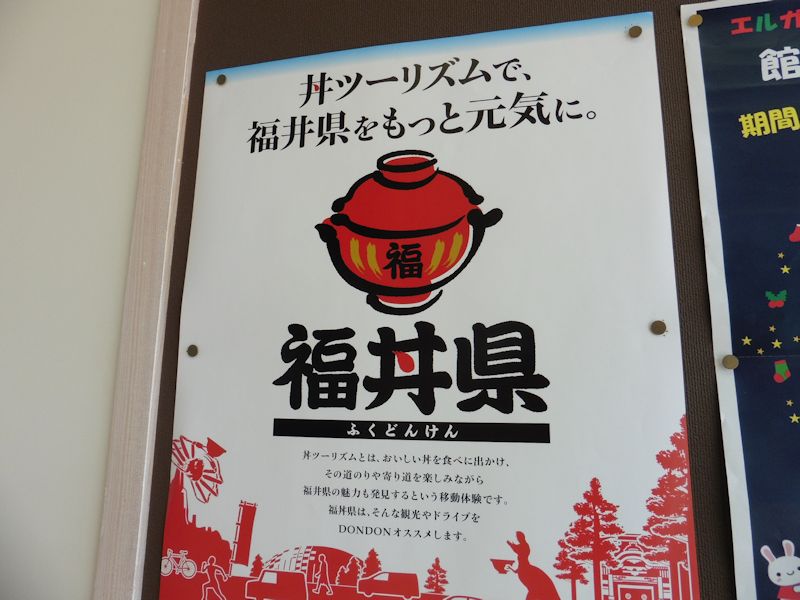 丼ツーリズムで、
福井県をもっと元気に。
福
福丼県
ふくどんけん
丼ツーリズムとは、おいしい丼を食べに出かけ、
その道のりや寄り道を楽しみながら
福井県の魅力も発見するという移動体験です。
福丼県は、そんな観光やドライブを
DONDONオススメします。
エルガ
館
期間